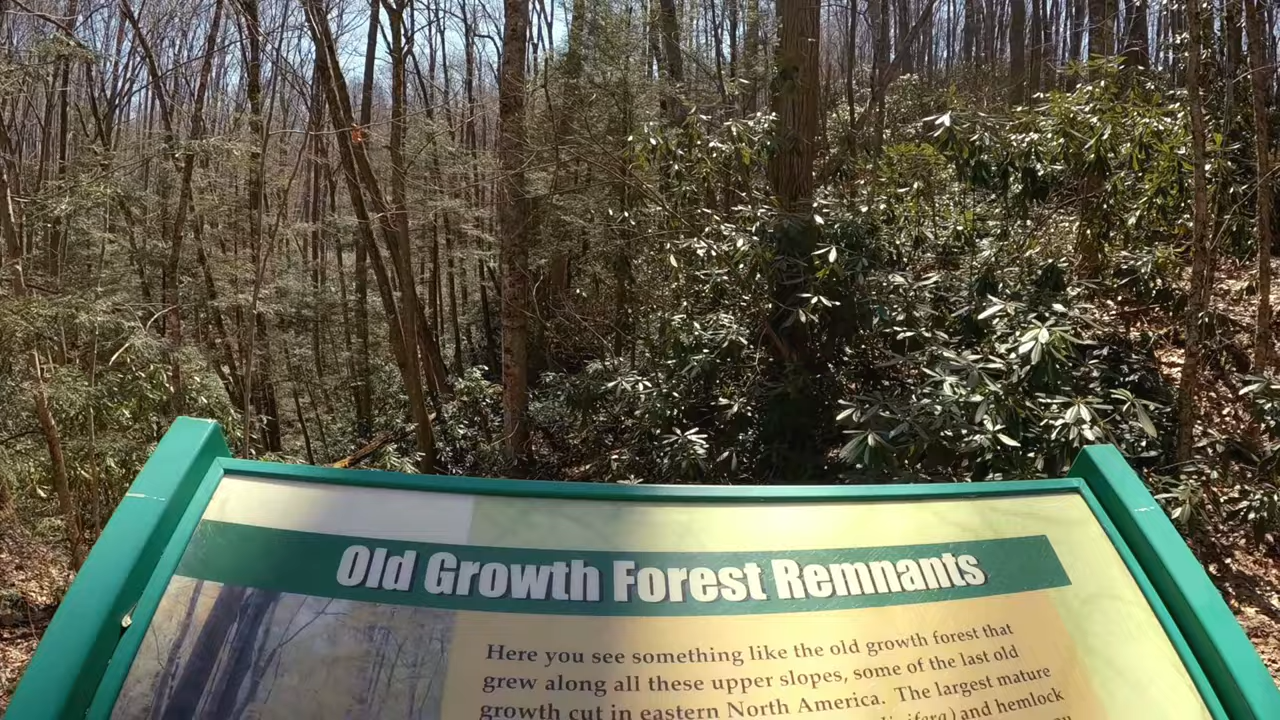 Old Growth Forest Remnants
Here you see something like the old growth forest that
grew along all these upper slopes, some of the last old
growth cut in eastern North America. The largest mature
) and hemlock